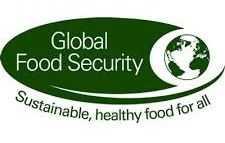 Global
Food Security
Sustainable, healthy food for all